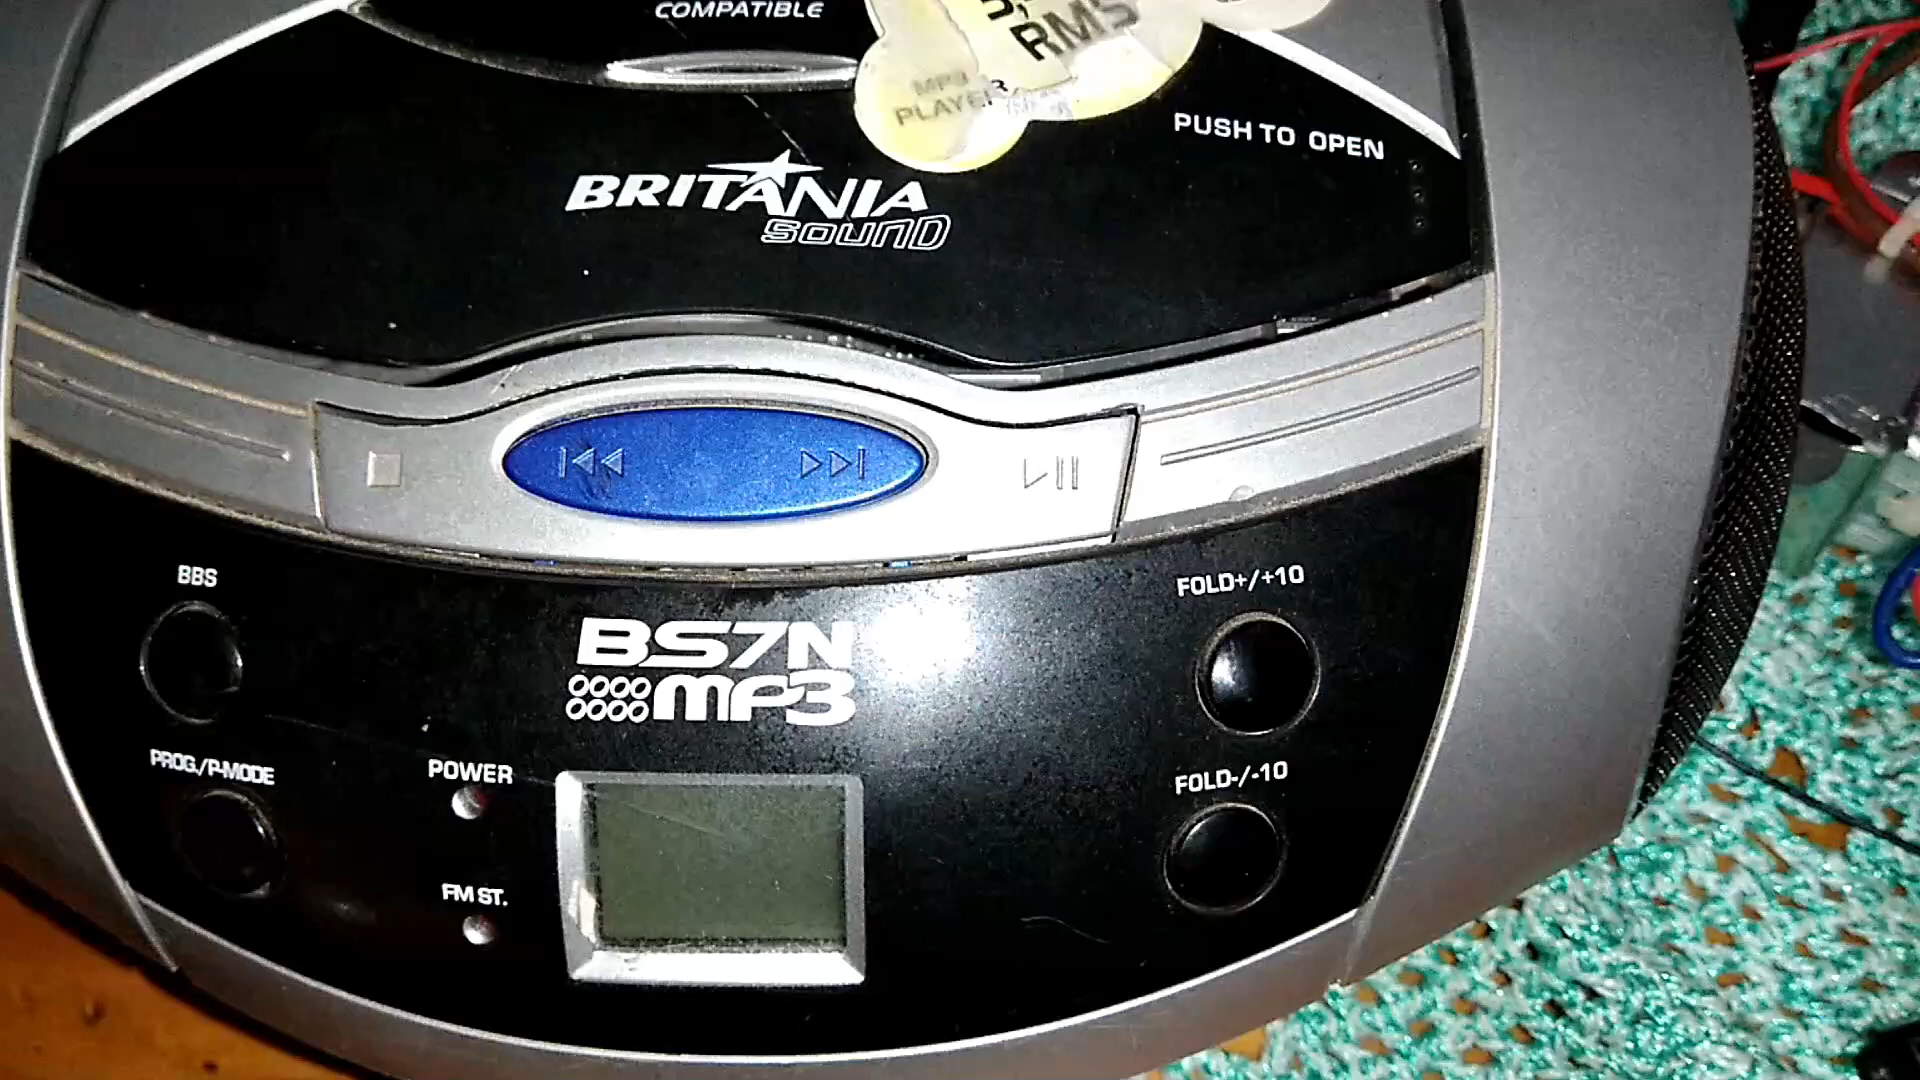 COMPATIBLE
RMS
MP3
PLAYER
PUSH TO OPEN
BRITANIA
SOUND
BBS
FOLD+/+10
BS7N
MP3
PROG./P-MODE
POWER
FOLD-/-10
FM ST.